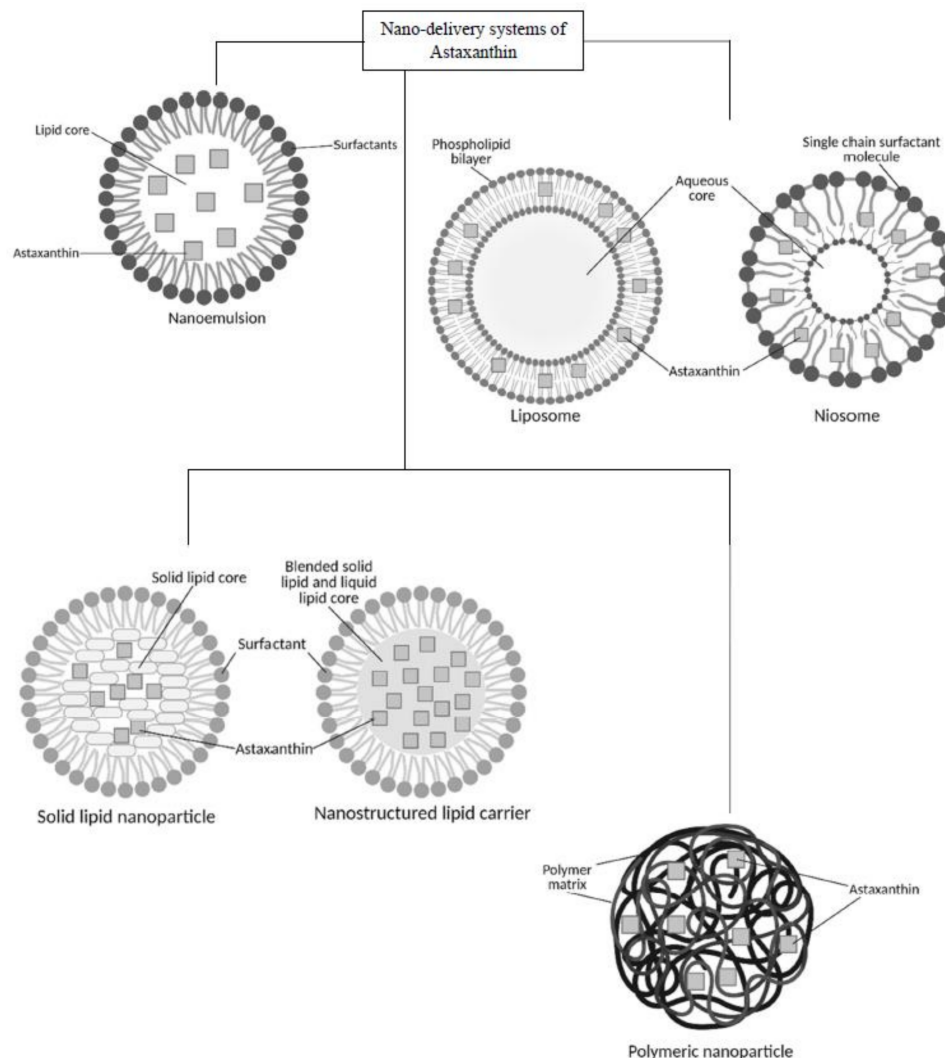 Nano-delivery systems of
Astaxanthin
Lipid core
Surfactants
Astaxanthin
Nanoemulsion
Phospholipid
bilayer
Aqueous
core
Single chain surfactant
molecule
Astaxanthin
Liposome
Niosome
Solid lipid core
Blended solid
lipid and liquid
lipid core
Surfactant
Astaxanthin
Solid lipid nanoparticle
Nanostructured lipid carrier
Polymer
matrix
Astaxanthin
Polymeric nanoparticle